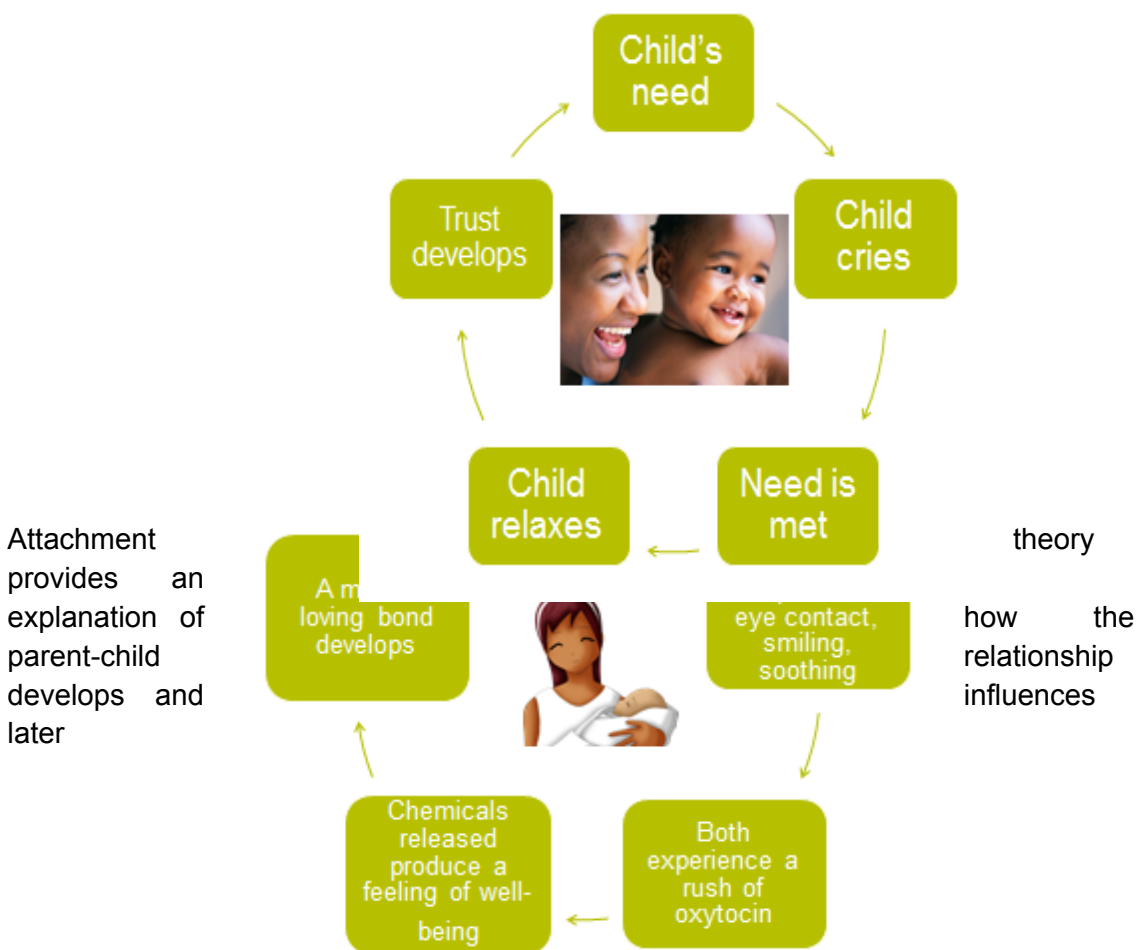 Child's
need
Child
cries
Need is
met
Child
relaxes
Trust
develops
Attachment theory
provides an
explanation of how the
parent-child relationship
develops and influences
later
eye contact,
smiling,
soothing
Both
experience a
rush of
oxytocin
Chemicals
released
produce a
feeling of well-
being
A
loving bond
develops